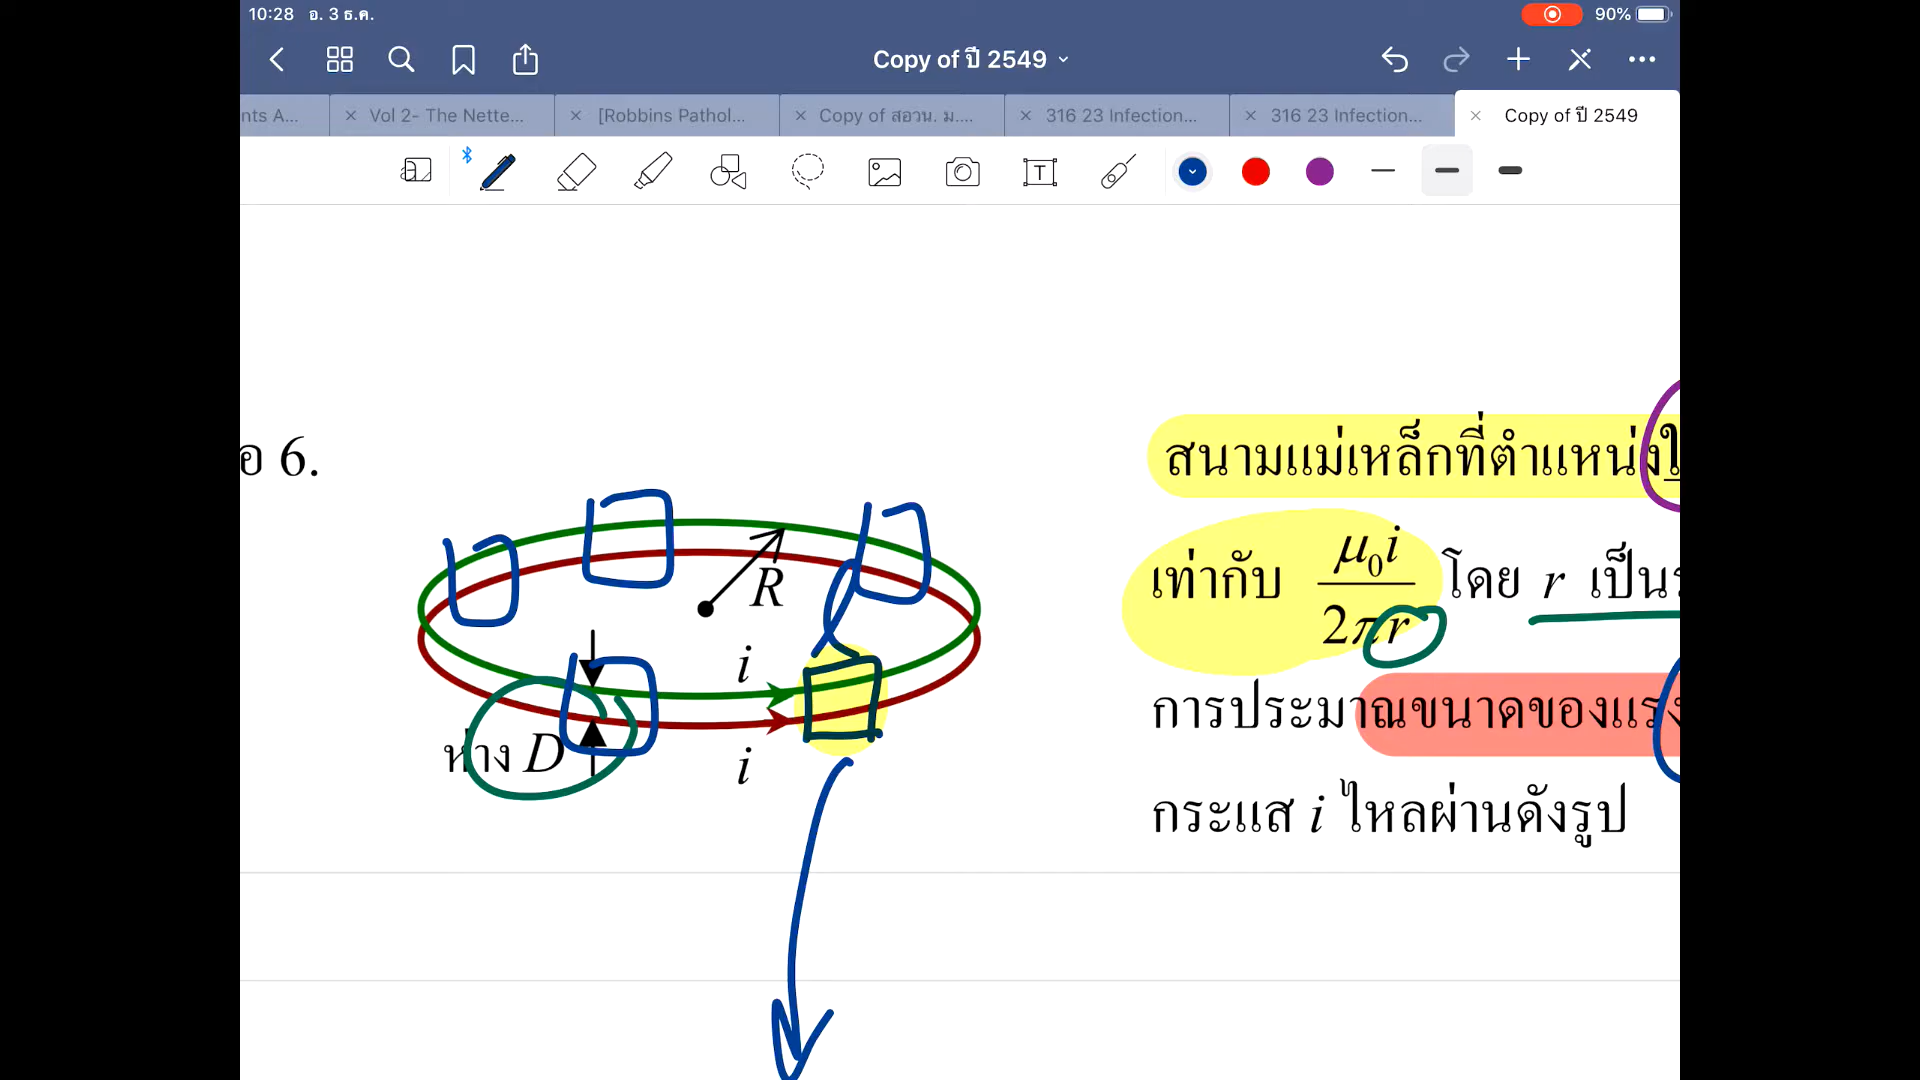 10:28 อ. 3 ธ.ค.
90%
Copy of ปี 2549
nts A...
Vol 2- The Nette...
[Robbins Pathol...
Copy of สอวน. ม....
316 23 Infection...
316 23 Infection...
Copy of ปี 2549
อ 6.
สนามแม่เหล็กที่ตำแหน่ง
R
เท่ากับ μ₀i / 2πr โดย r เป็น
i
ห่าง D
i
การประมาณขนาดของแรง
กระแส i ไหลผ่านดังรูป